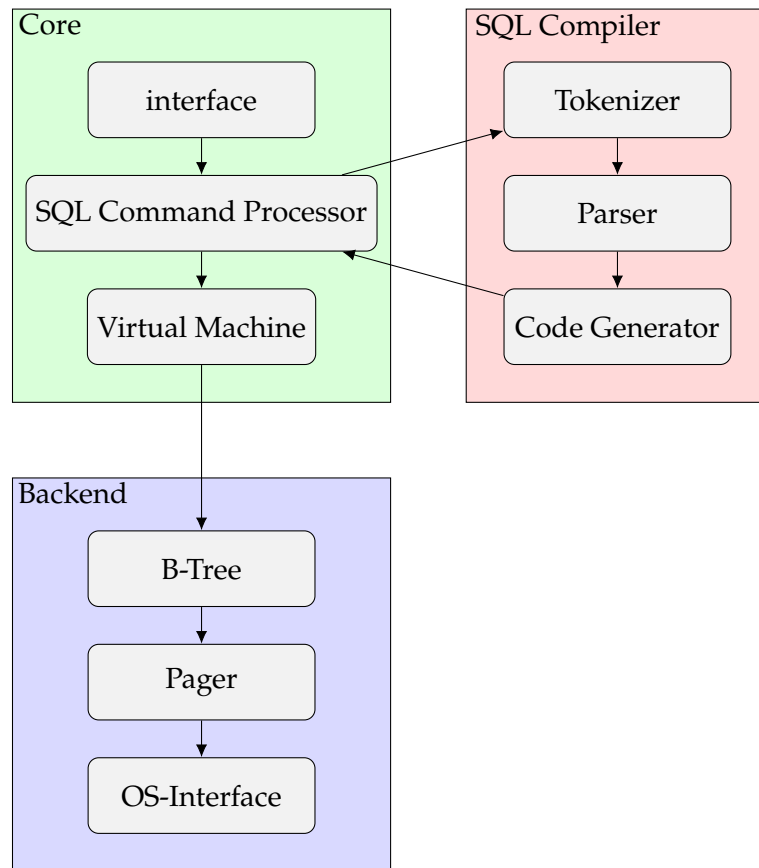 Core
interface
SQL Command Processor
Virtual Machine
SQL Compiler
Tokenizer
Parser
Code Generator
Backend
B-Tree
Pager
OS-Interface